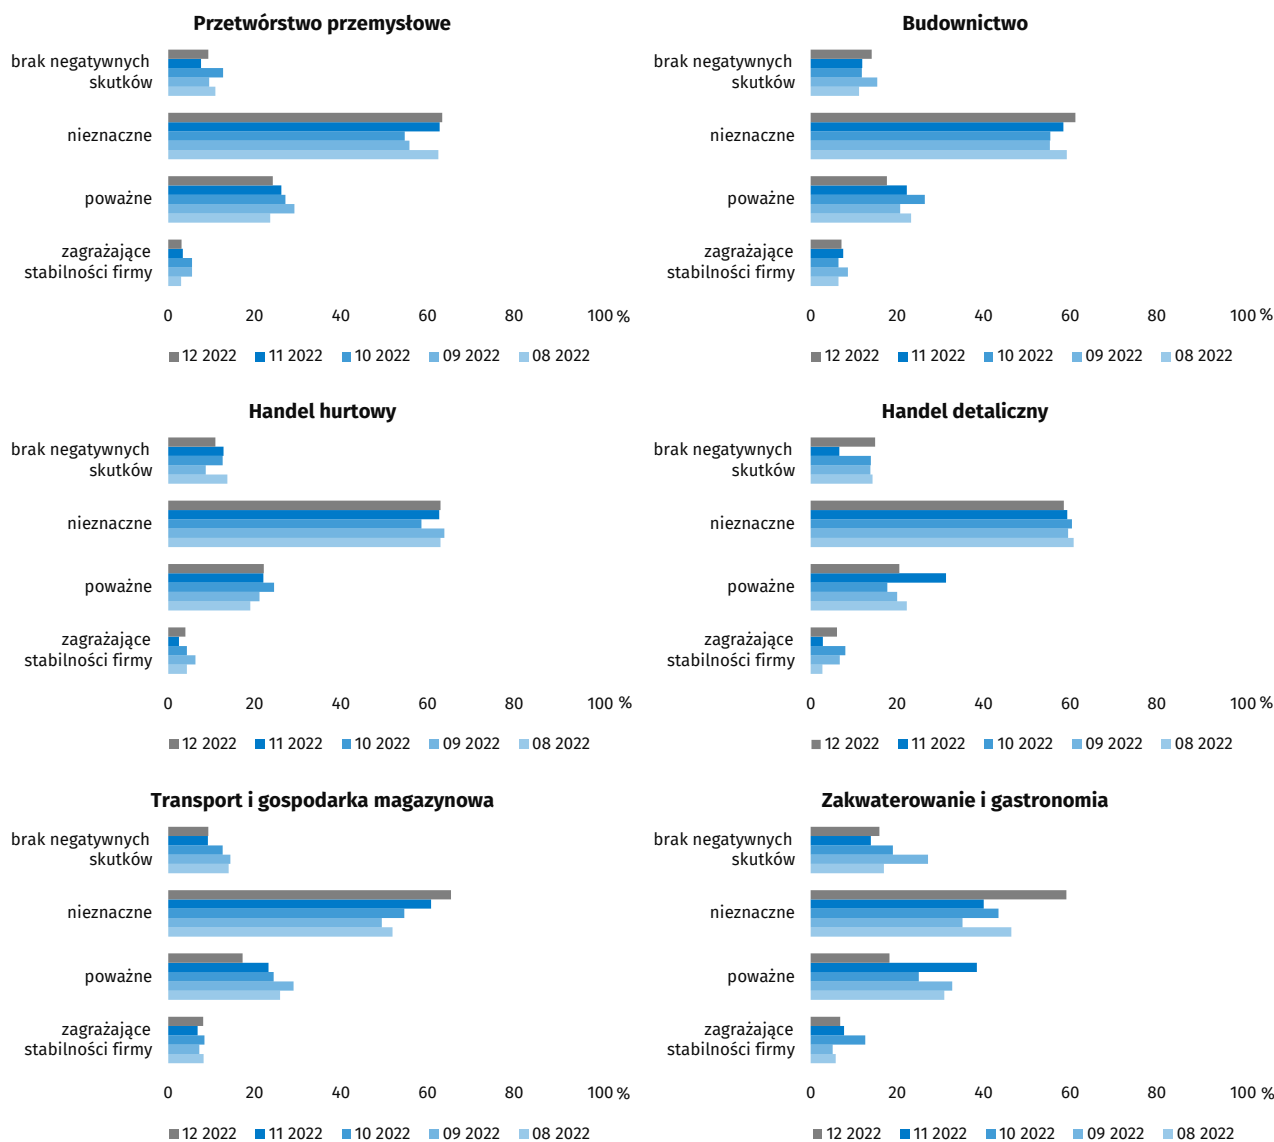 Przetwórstwo przemysłowe
brak negatywnych
skutków
nieznaczne
poważne
zagrażające
stabilności firmy
0 20 40 60 80 100 %
12 2022 11 2022 10 2022 09 2022 08 2022
Budownictwo
brak negatywnych
skutków
nieznaczne
poważne
zagrażające
stabilności firmy
0 20 40 60 80 100 %
12 2022 11 2022 10 2022 09 2022 08 2022
Handel hurtowy
brak negatywnych
skutków
nieznaczne
poważne
zagrażające
stabilności firmy
0 20 40 60 80 100 %
12 2022 11 2022 10 2022 09 2022 08 2022
Handel detaliczny
brak negatywnych
skutków
nieznaczne
poważne
zagrażające
stabilności firmy
0 20 40 60 80 100 %
12 2022 11 2022 10 2022 09 2022 08 2022
Transport i gospodarka magazynowa
brak negatywnych
skutków
nieznaczne
poważne
zagrażające
stabilności firmy
0 20 40 60 80 100 %
12 2022 11 2022 10 2022 09 2022 08 2022
Zakwaterowanie i gastronomia
brak negatywnych
skutków
nieznaczne
poważne
zagrażające
stabilności firmy
0 20 40 60 80 100 %
12 2022 11 2022 10 2022 09 2022 08 2022